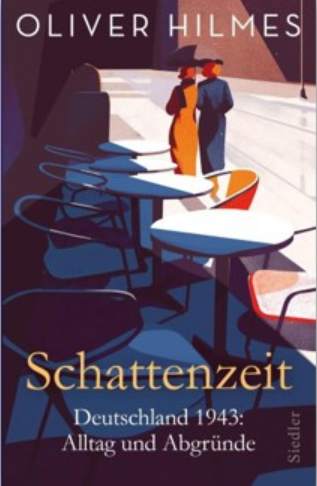 OLIVER HILMES
Schattenzeit
Deutschland 1943:
Alltag und Abgründe
Siedler